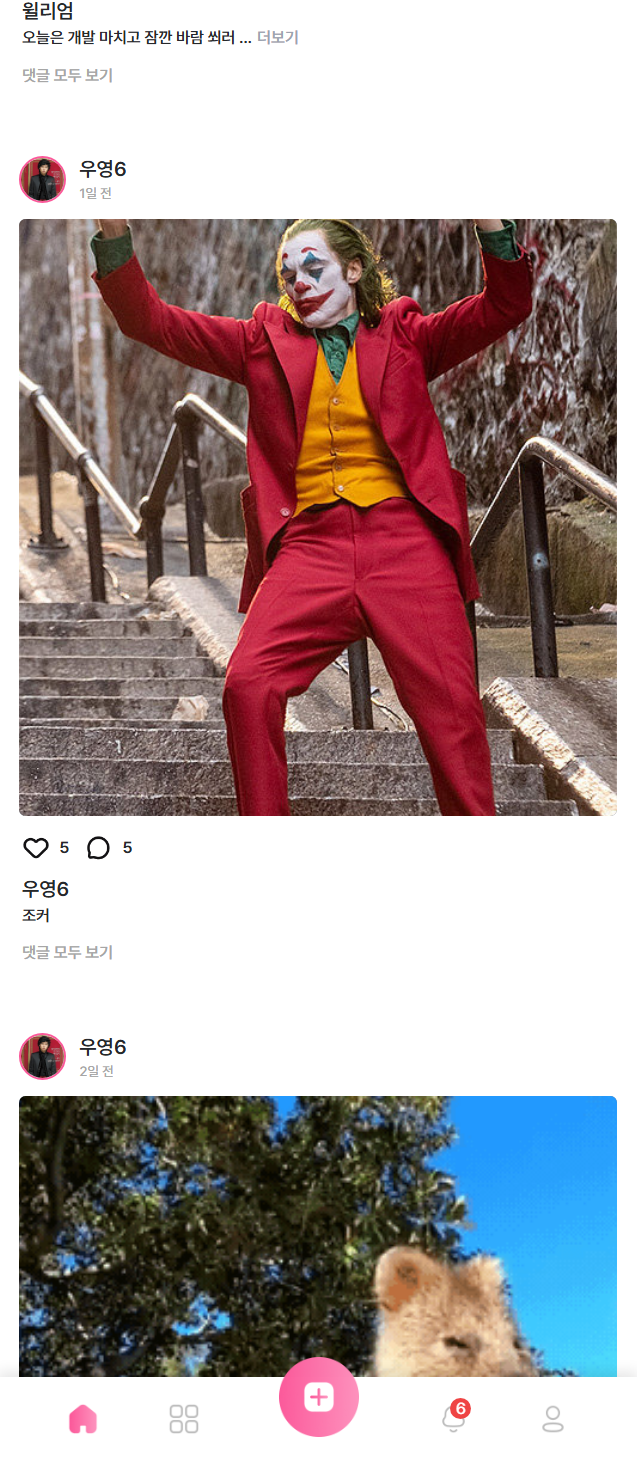 윌리엄
오늘은 개발 마치고 잠깐 바람 쐬러 ... 더보기
댓글 모두 보기
우영6
1일 전
5 5
우영6
조커
댓글 모두 보기
우영6
2일 전
6